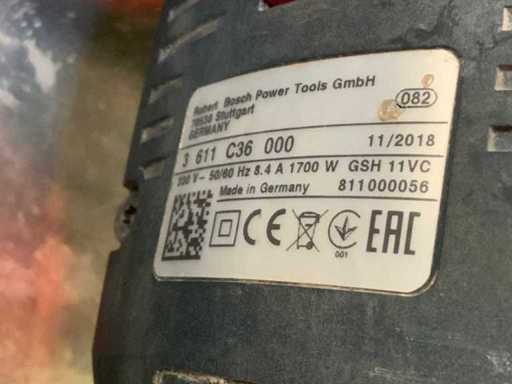 Robert Bosch Power Tools GmbH
70538 Stuttgart
GERMANY
082
3 611 C36 000
11/2018
230 V~ 50/60 Hz 8.4 A 1700 W GSH 11VC
Made in Germany
811000056
CE
EAC
001